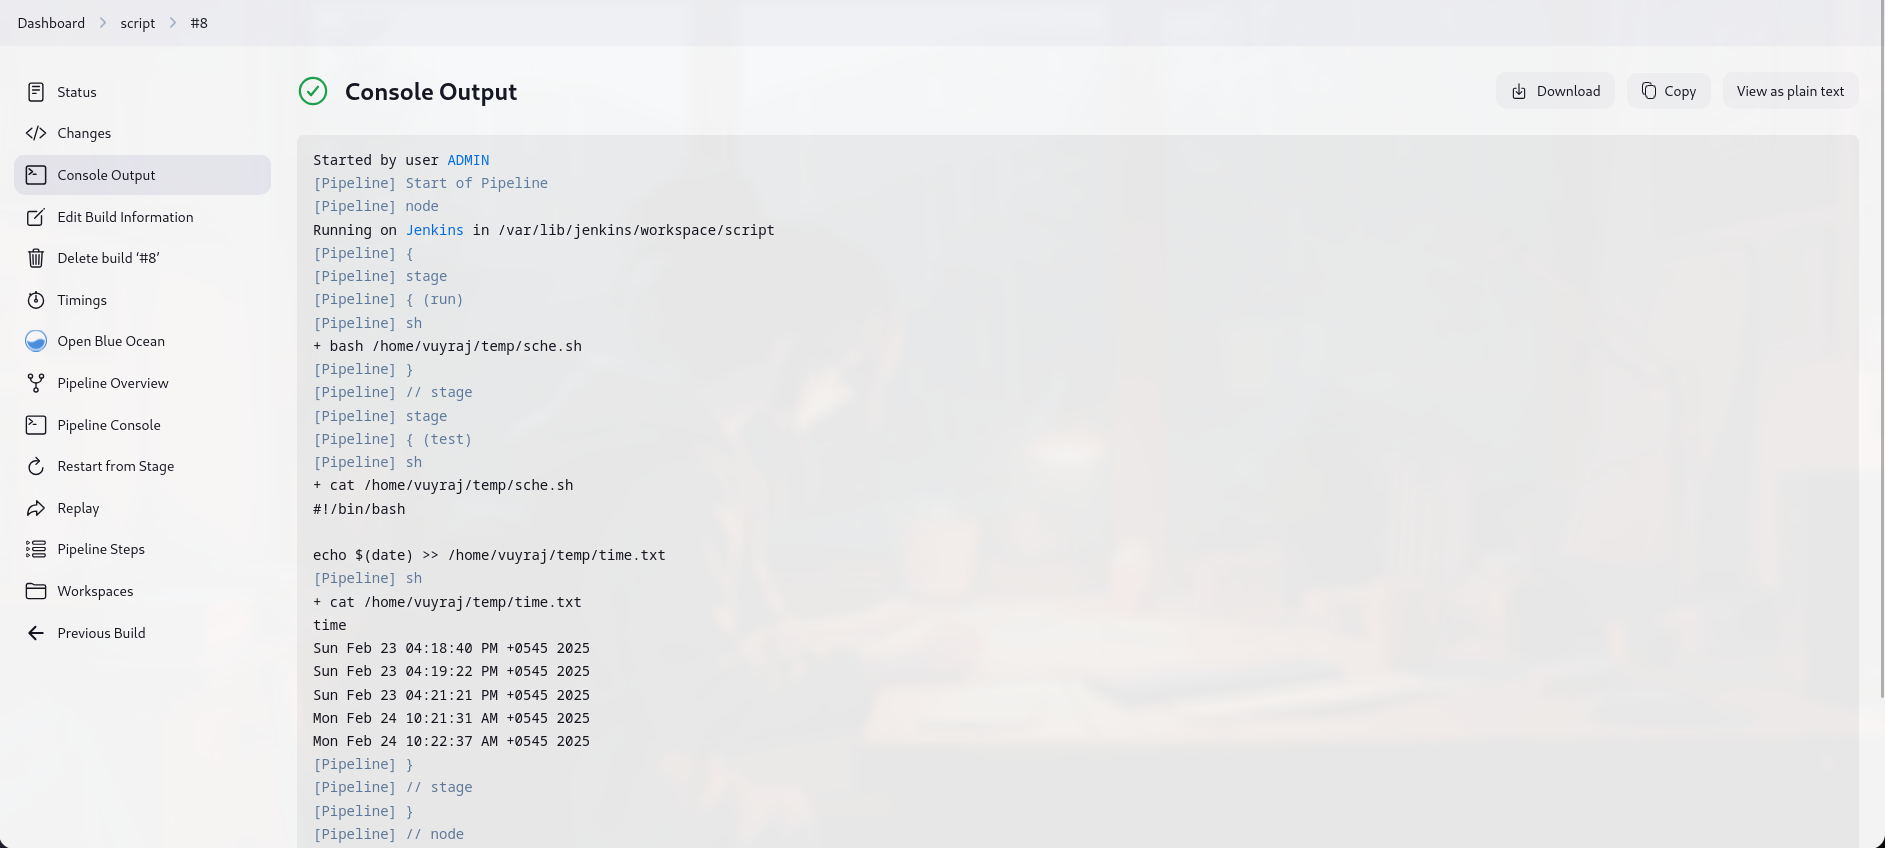 Dashboard > script > #8
Status
Changes
Console Output
Edit Build Information
Delete build ‘#8’
Timings
Open Blue Ocean
Pipeline Overview
Pipeline Console
Restart from Stage
Replay
Pipeline Steps
Workspaces
Previous Build
Console Output
Download
Copy
View as plain text
Started by user ADMIN
[Pipeline] Start of Pipeline
[Pipeline] node
Running on Jenkins in /var/lib/jenkins/workspace/script
[Pipeline] {
[Pipeline] stage
[Pipeline] { (run)
[Pipeline] sh
+ bash /home/vuyraj/temp/sche.sh
[Pipeline] }
[Pipeline] // stage
[Pipeline] stage
[Pipeline] { (test)
[Pipeline] sh
+ cat /home/vuyraj/temp/sche.sh
#!/bin/bash
echo $(date) >> /home/vuyraj/temp/time.txt
[Pipeline] sh
+ cat /home/vuyraj/temp/time.txt
time
Sun Feb 23 04:18:40 PM +0545 2025
Sun Feb 23 04:19:22 PM +0545 2025
Sun Feb 23 04:21:21 PM +0545 2025
Mon Feb 24 10:21:31 AM +0545 2025
Mon Feb 24 10:22:37 AM +0545 2025
[Pipeline] }
[Pipeline] // stage
[Pipeline] }
[Pipeline] // node